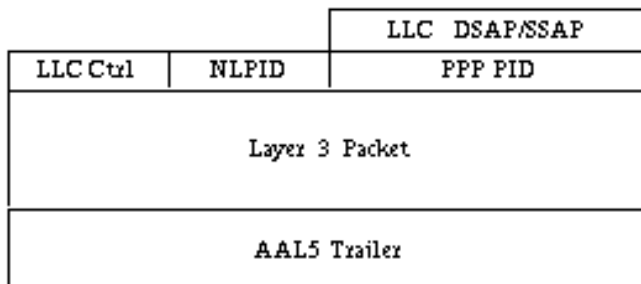 LLC DSAP/SSAP
LLC Ctrl NLPID PPP PID
Layer 3 Packet
AAL5 Trailer